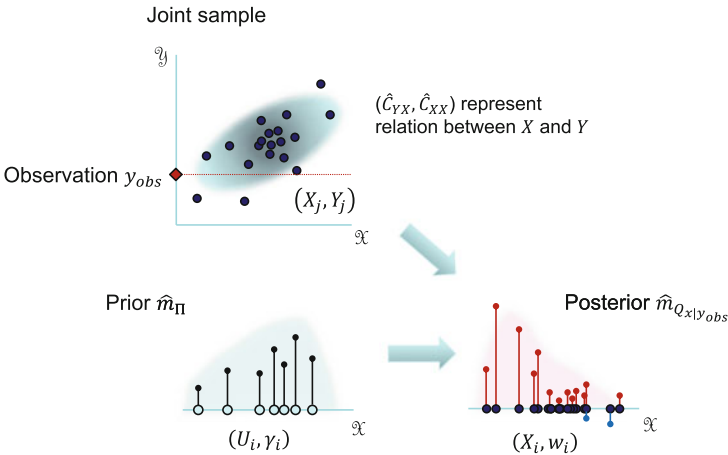 Joint sample
𝒴
(Ĉ_YX, Ĉ_XX) represent
relation between X and Y
Observation y_obs
(X_j, Y_j)
𝒳
Prior m̂_Π
Posterior m̂_{Q_x|y_obs}
𝒳
𝒳
(U_i, γ_i)
(X_i, w_i)